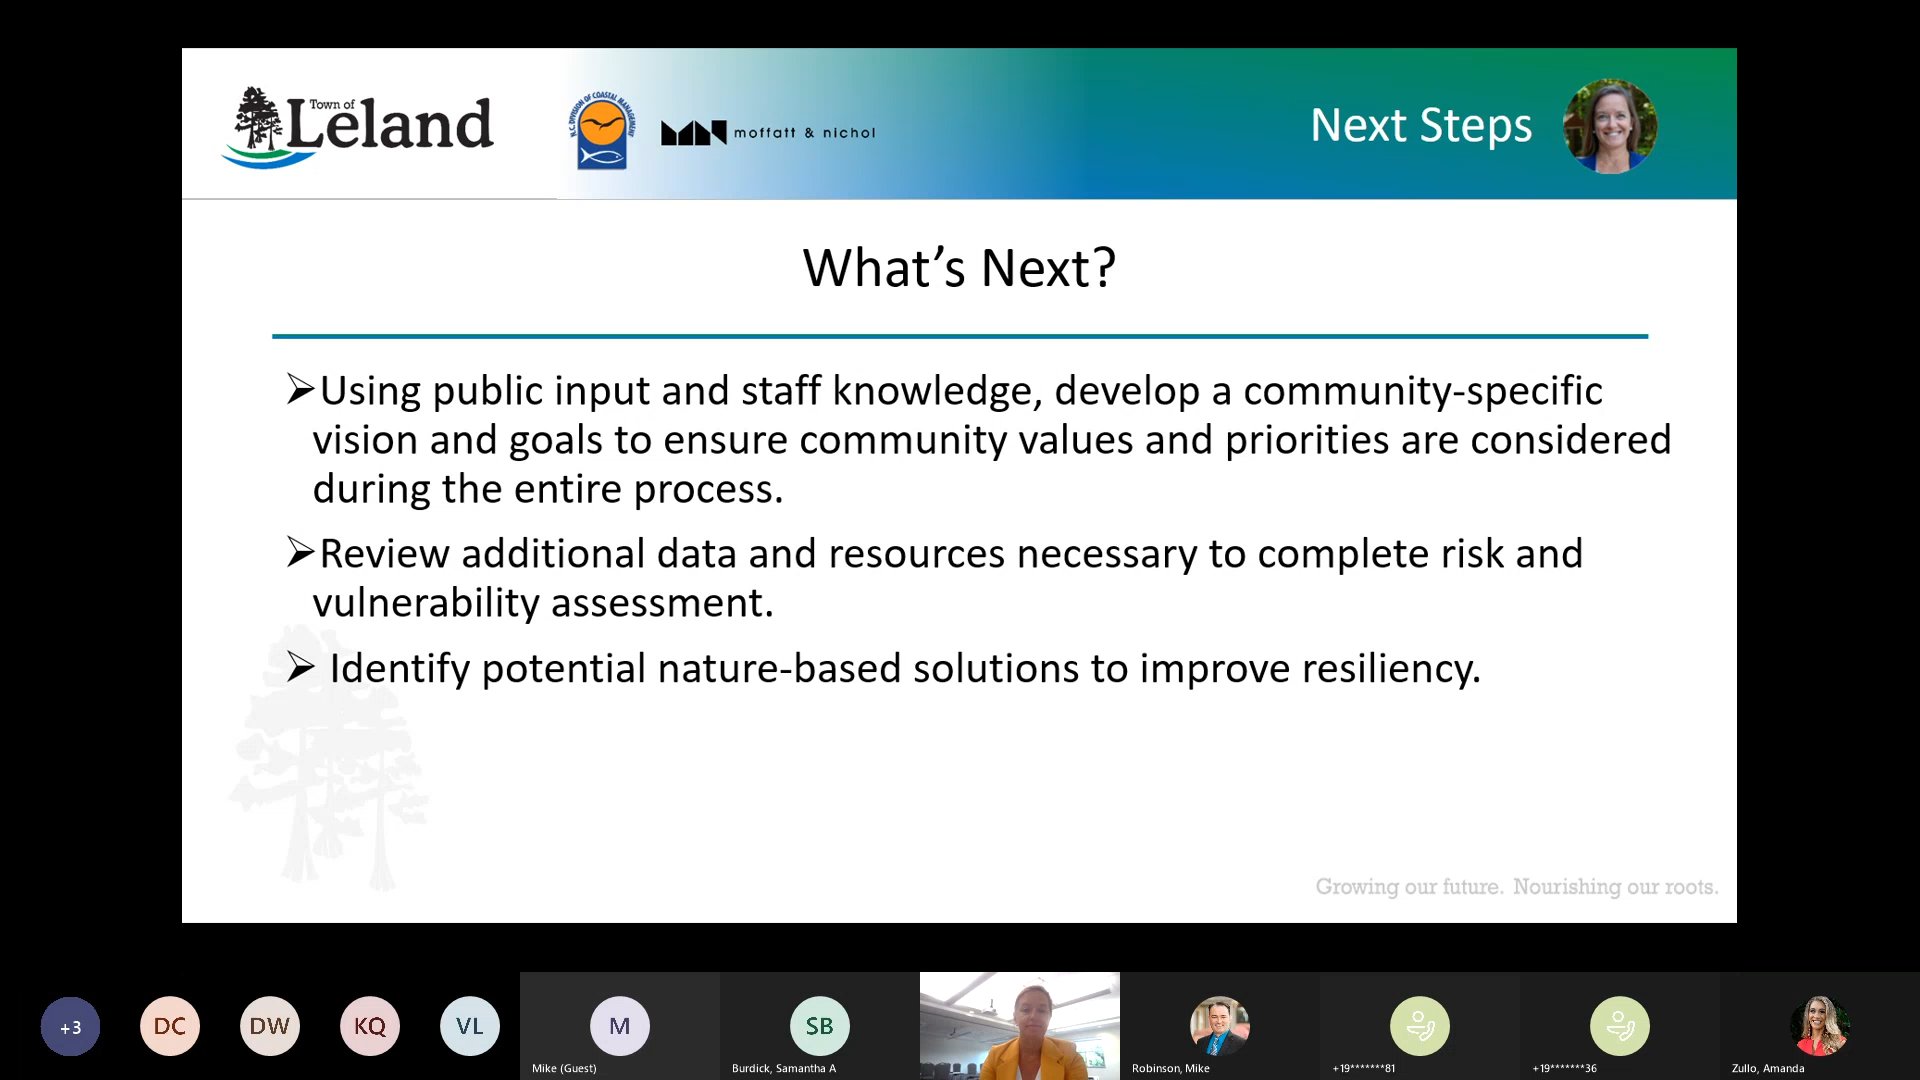 Town of
Leland
N.C. DIVISION OF COASTAL MANAGEMENT
moffatt & nichol
Next Steps
What’s Next?
➢Using public input and staff knowledge, develop a community-specific
vision and goals to ensure community values and priorities are considered
during the entire process.
➢Review additional data and resources necessary to complete risk and
vulnerability assessment.
➢ Identify potential nature-based solutions to improve resiliency.
Growing our future. Nourishing our roots.
+3
DC
DW
KQ
VL
M
SB
Mike (Guest)
Burdick, Samantha A
Robinson, Mike
+19*******81
+19*******36
Zullo, Amanda